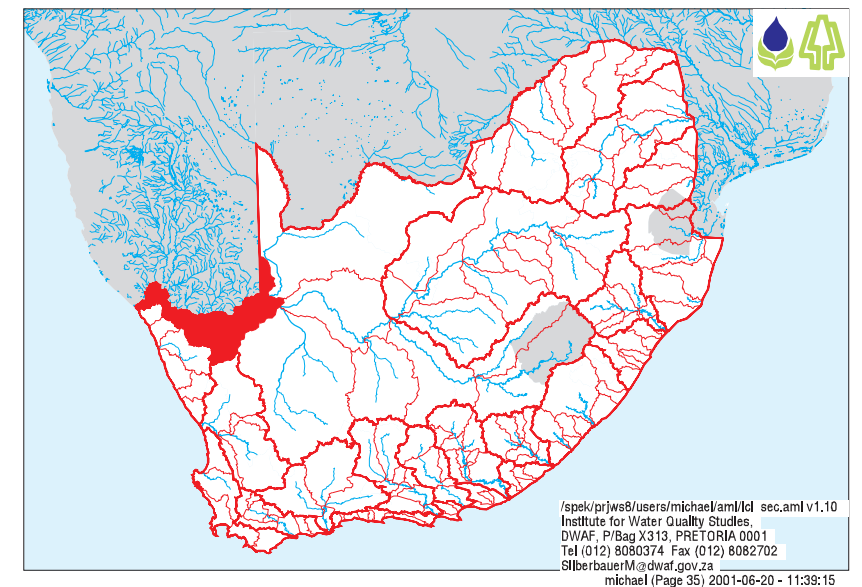 /spek/prjws8/users/michael/aml/lcl sec.aml v1.10
Institute for Water Quality Studies,
DWAF, P/Bag X313, PRETORIA 0001
Tel (012) 8080374 Fax (012) 8082702
SilberbauerM@dwaf.gov.za
michael (Page 35) 2001-06-20 - 11:39:15